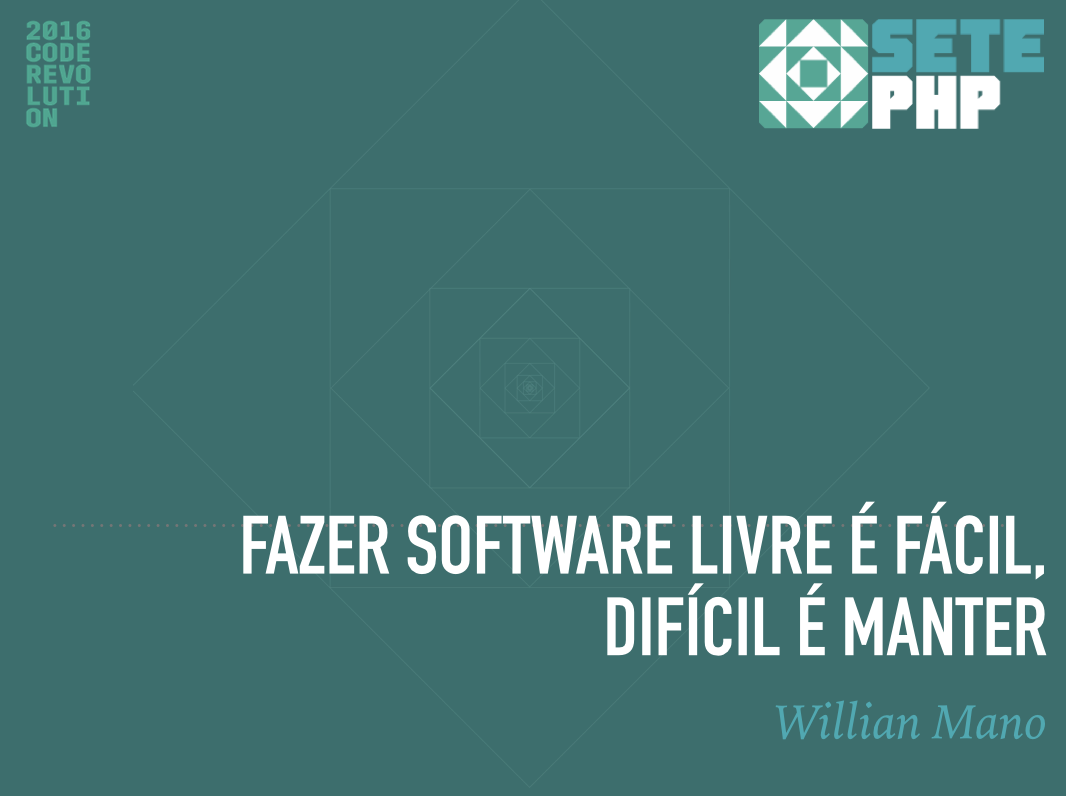 2016
CODE
REVO
LUTI
ON
SETE
PHP
FAZER SOFTWARE LIVRE É FÁCIL,
DIFÍCIL É MANTER
Willian Mano